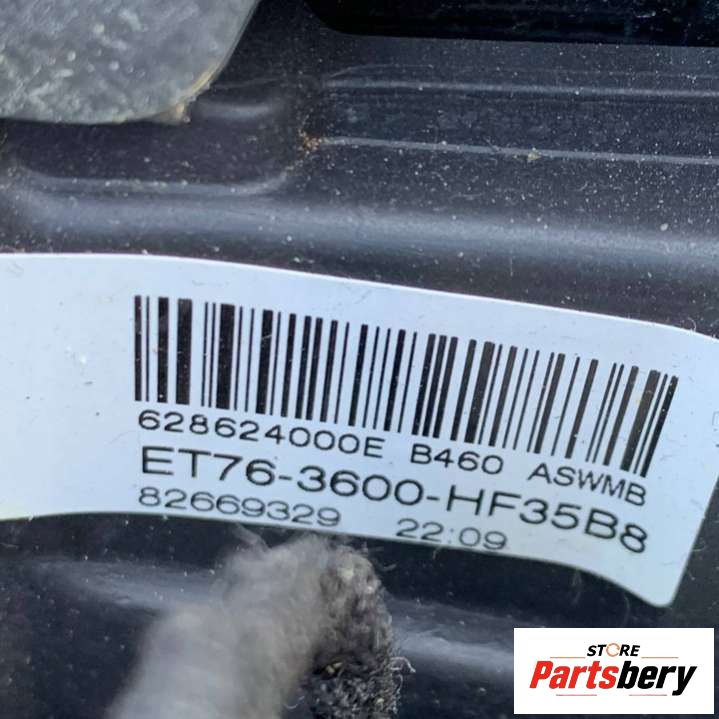 628624000E B460 ASWMB
ET76-3600-HF35B8
82669329 22:09
STORE
Partsbery